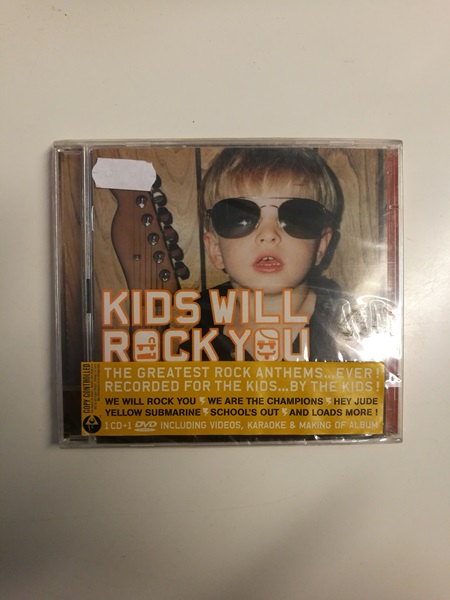 KIDS WILL
ROCK YOU
THE GREATEST ROCK ANTHEMS...EVER!
RECORDED FOR THE KIDS...BY THE KIDS!
WE WILL ROCK YOU WE ARE THE CHAMPIONS HEY JUDE
YELLOW SUBMARINE SCHOOL'S OUT AND LOADS MORE!
1 CD+1 DVD INCLUDING VIDEOS, KARAOKE & MAKING OF ALBUM
COPY CONTROLLED